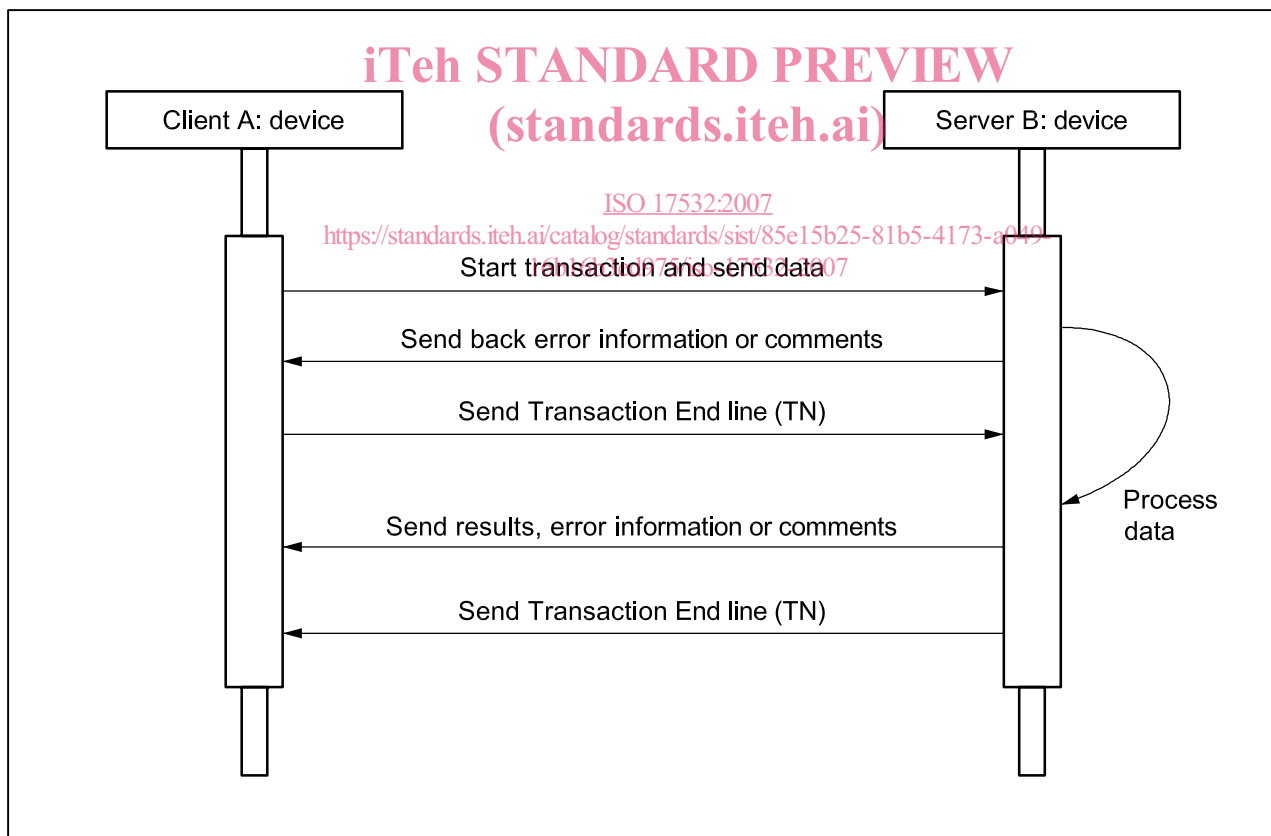 iTeh STANDARD PREVIEW
(standards.iteh.ai)
Client A: device
Server B: device
ISO 17532:2007
https://standards.iteh.ai/catalog/standards/sist/85e15b25-81b5-4173-a049-
Start transaction and send data
Send back error information or comments
Send Transaction End line (TN)
Process
data
Send results, error information or comments
Send Transaction End line (TN)